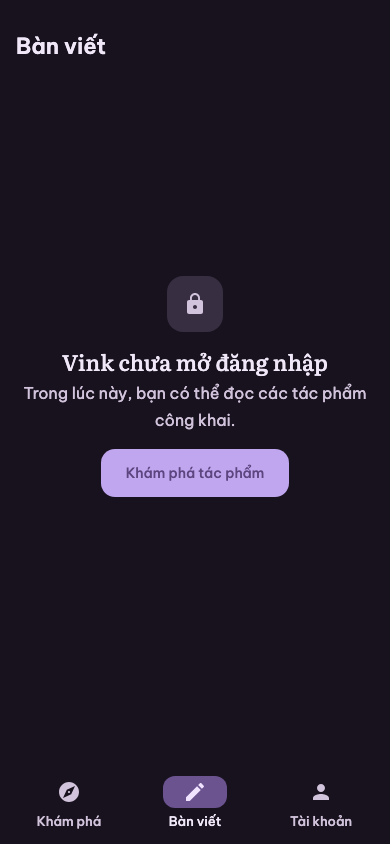 Bàn viết
Vink chưa mở đăng nhập
Trong lúc này, bạn có thể đọc các tác phẩm
công khai.
Khám phá tác phẩm
Khám phá
Bàn viết
Tài khoản